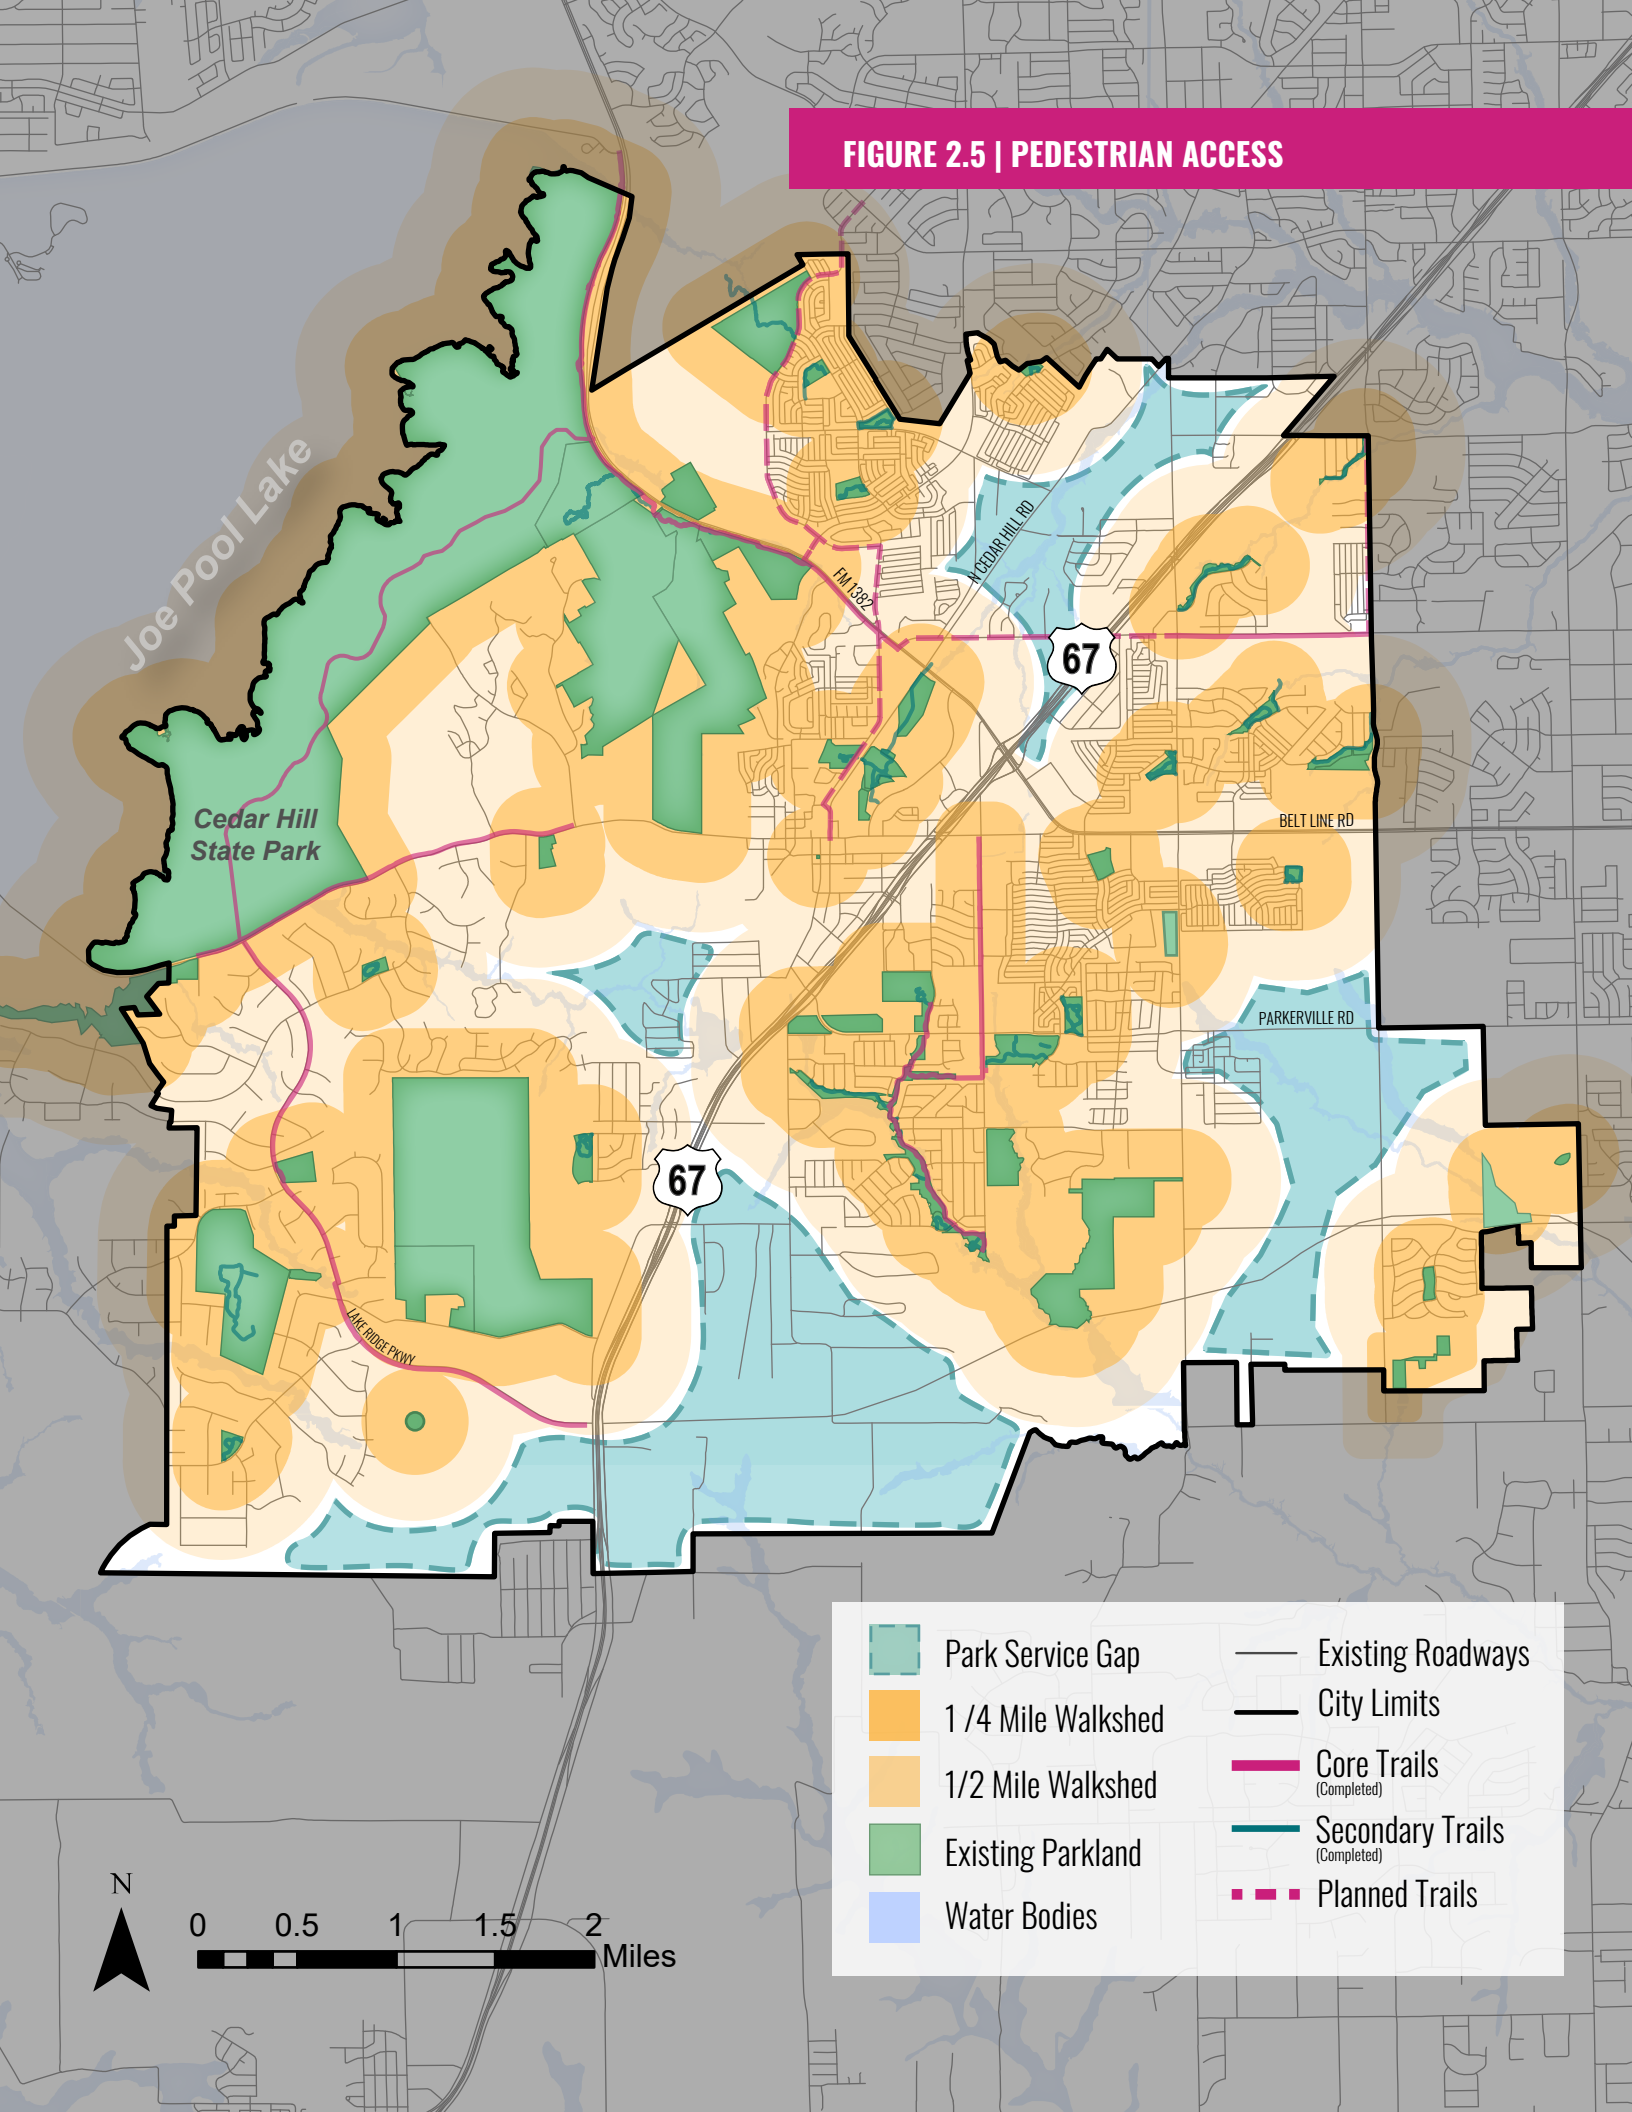 FIGURE 2.5 | PEDESTRIAN ACCESS
Joe Pool Lake
N CEDAR HILL RD
FM 1382
67
Cedar Hill
State Park
BELT LINE RD
PARKERVILLE RD
67
LAKE RIDGE PKWY
Park Service Gap
1 /4 Mile Walkshed
1/2 Mile Walkshed
Existing Parkland
Water Bodies
Existing Roadways
City Limits
Core Trails
(Completed)
Secondary Trails
(Completed)
Planned Trails
N
0 0.5 1 1.5 2
Miles